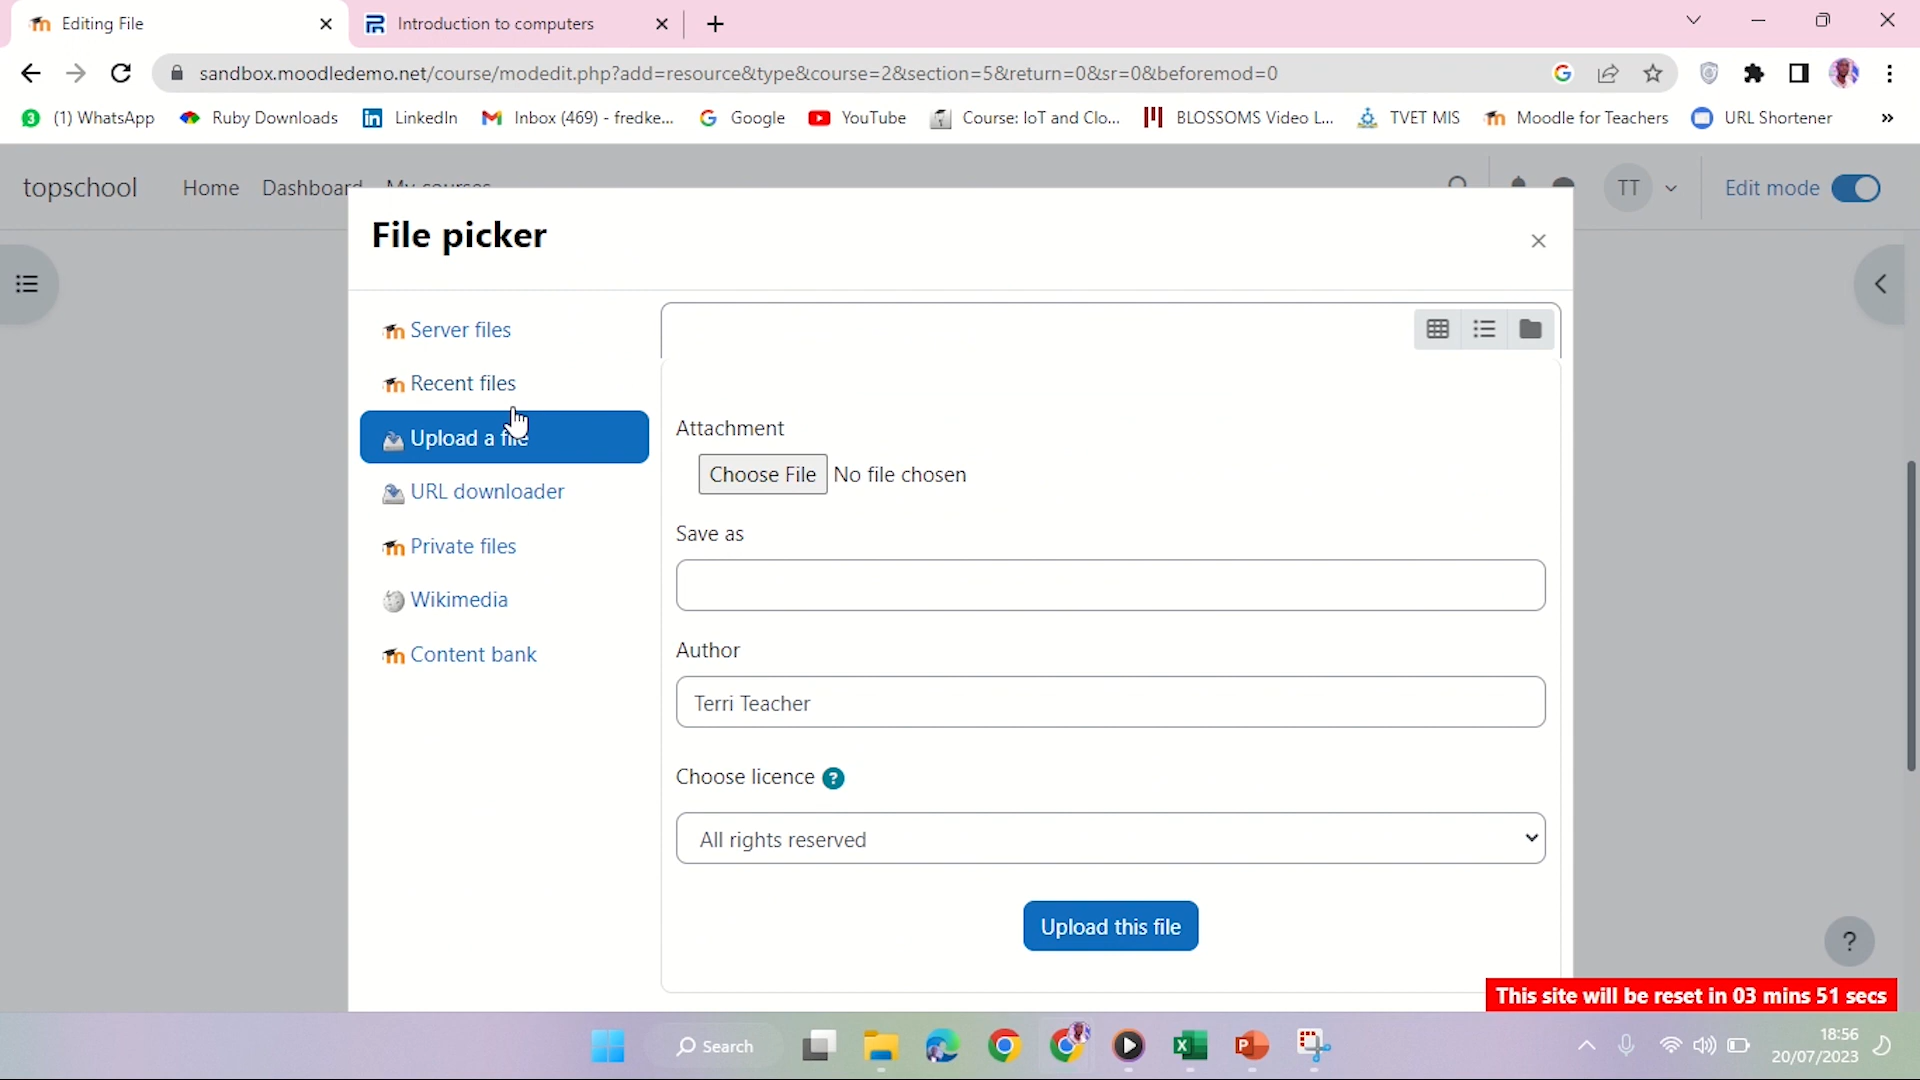 Editing File
Introduction to computers
sandbox.moodledemo.net/course/modedit.php?add=resource&type&course=2&section=5&return=0&sr=0&beforemod=0
(1) WhatsApp
Ruby Downloads
LinkedIn
Inbox (469) - fredke...
Google
YouTube
Course: IoT and Clo...
BLOSSOMS Video L...
TVET MIS
Moodle for Teachers
URL Shortener
»
topschool
Home
Dashboard
My courses
TT
Edit mode
File picker
Server files
Recent files
Upload a file
URL downloader
Private files
Wikimedia
Content bank
Attachment
Choose File No file chosen
Save as
Author
Terri Teacher
Choose licence ?
All rights reserved
Upload this file
?
This site will be reset in 03 mins 51 secs
Search
18:56
20/07/2023